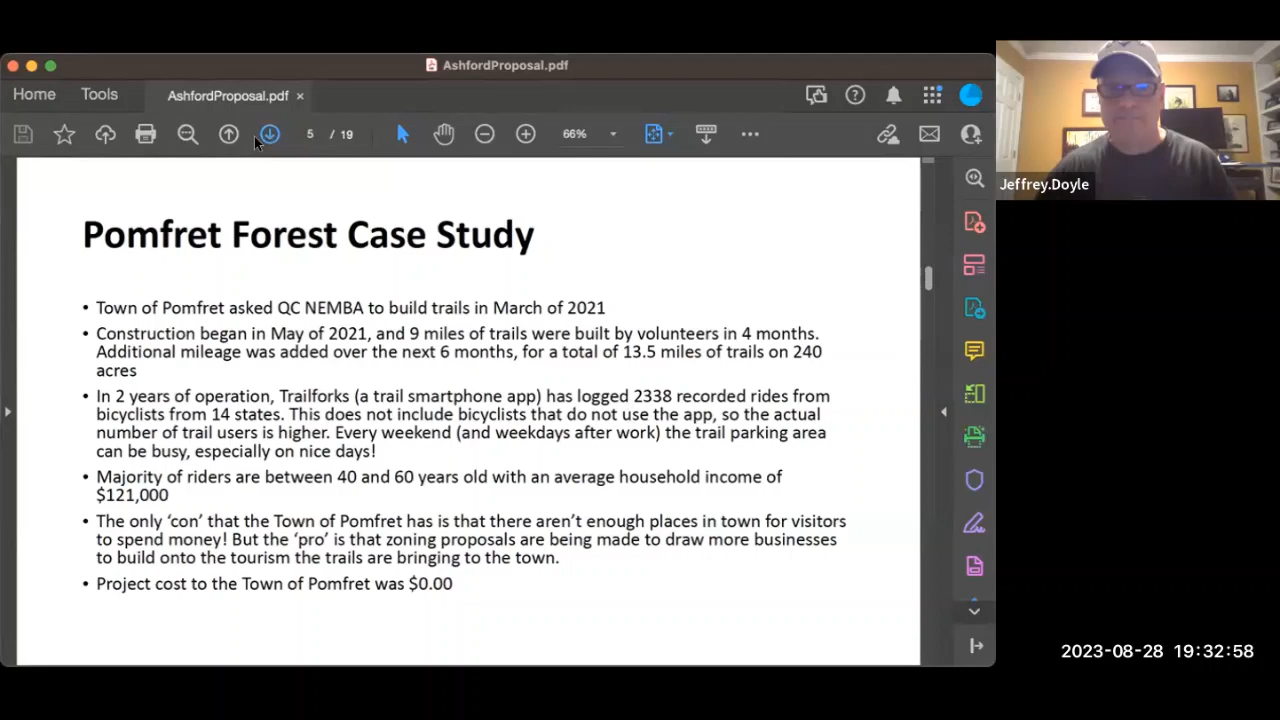 AshfordProposal.pdf
Home
Tools
AshfordProposal.pdf ×
5 / 19
66%
Jeffrey.Doyle
Pomfret Forest Case Study
• Town of Pomfret asked QC NEMBA to build trails in March of 2021
• Construction began in May of 2021, and 9 miles of trails were built by volunteers in 4 months.
Additional mileage was added over the next 6 months, for a total of 13.5 miles of trails on 240
acres
• In 2 years of operation, Trailforks (a trail smartphone app) has logged 2338 recorded rides from
bicyclists from 14 states. This does not include bicyclists that do not use the app, so the actual
number of trail users is higher. Every weekend (and weekdays after work) the trail parking area
can be busy, especially on nice days!
• Majority of riders are between 40 and 60 years old with an average household income of
$121,000
• The only ‘con’ that the Town of Pomfret has is that there aren’t enough places in town for visitors
to spend money! But the ‘pro’ is that zoning proposals are being made to draw more businesses
to build onto the tourism the trails are bringing to the town.
• Project cost to the Town of Pomfret was $0.00
2023-08-28 19:32:58